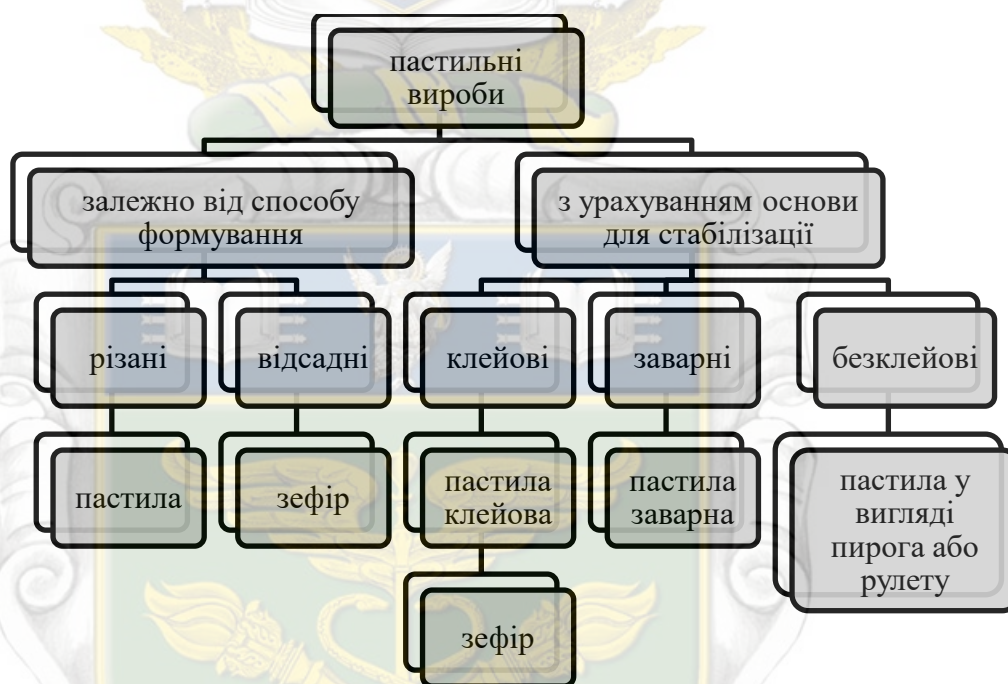 пастильні
вироби
залежно від способу
формування
з урахуванням основи
для стабілізації
різані
відсадні
клейові
заварні
безклейові
пастила
зефір
пастила
клейова
пастила
заварна
пастила у
вигляді
пирога або
рулету
зефір